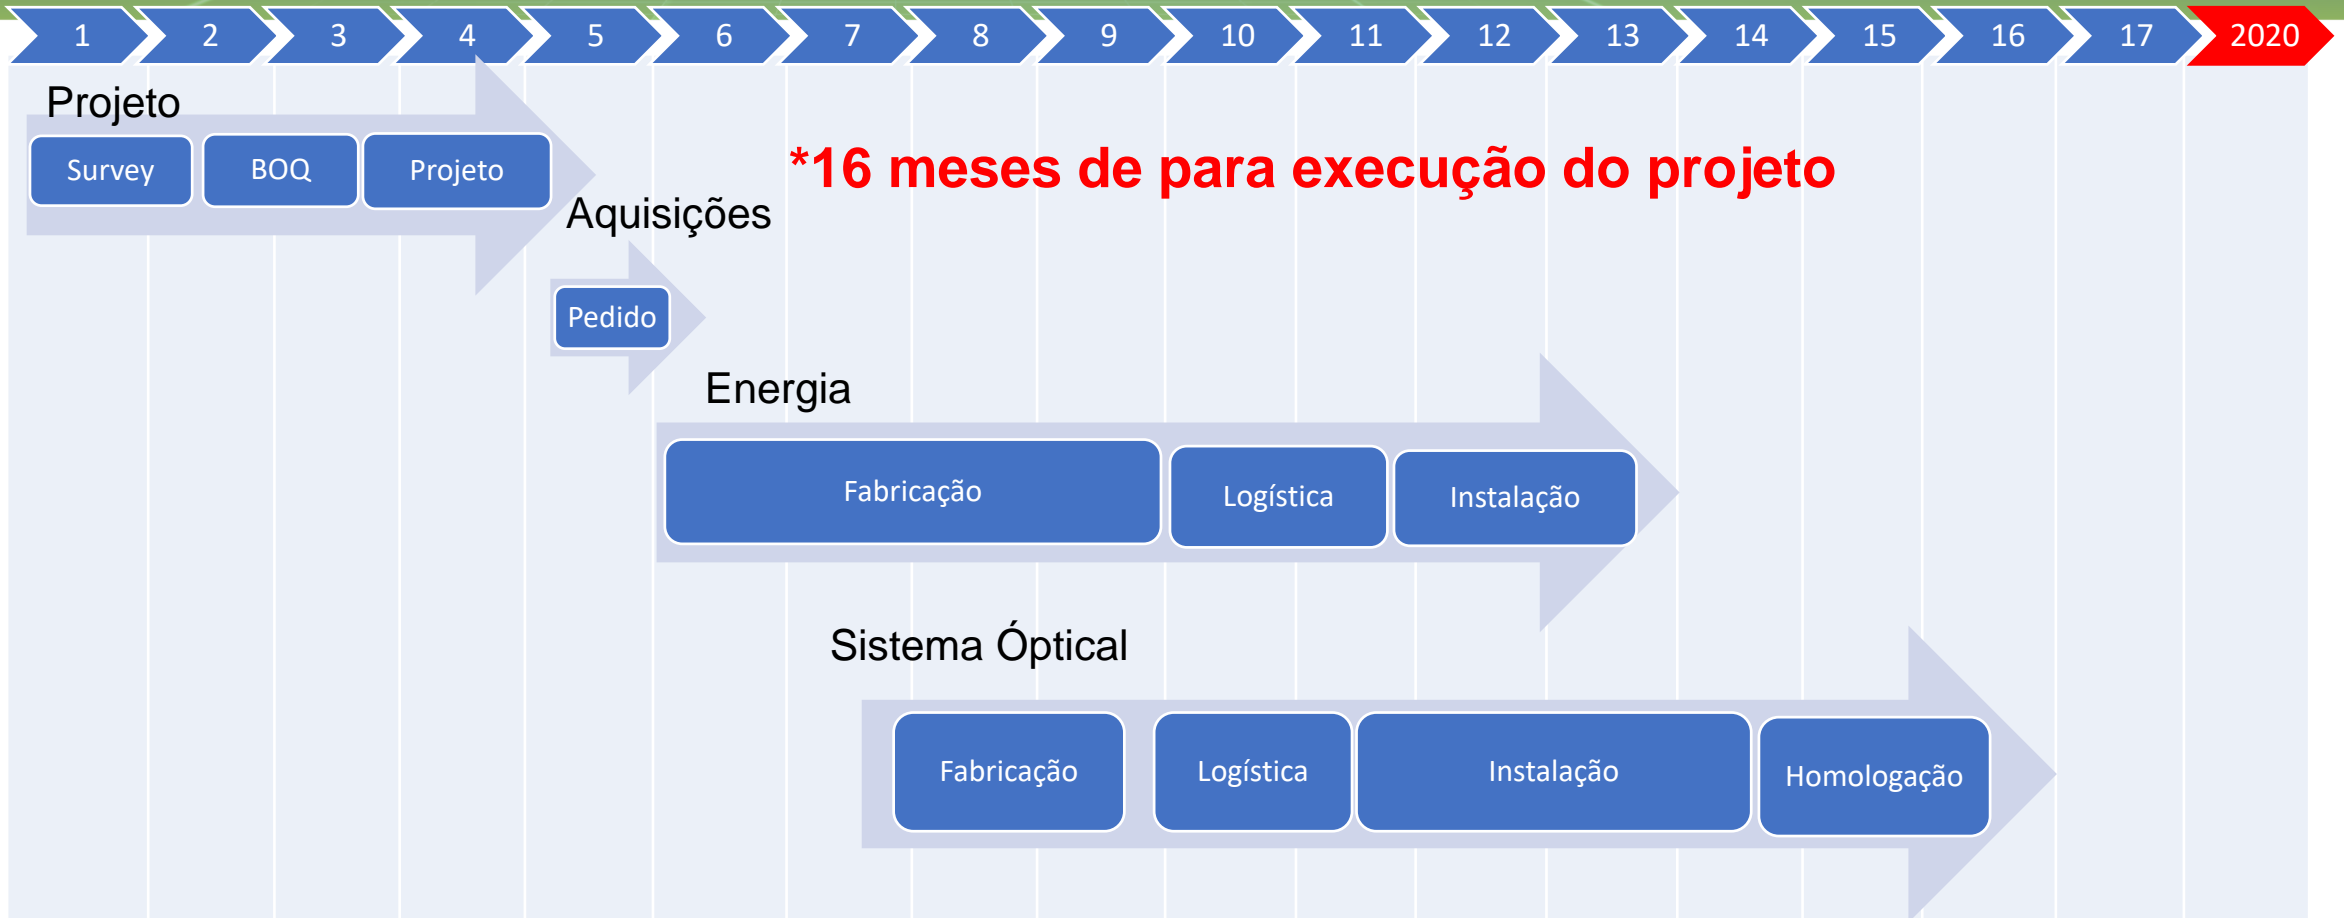 1 2 3 4 5 6 7 8 9 10 11 12 13 14 15 16 17 2020
Projeto
Survey BOQ Projeto
*16 meses de para execução do projeto
Aquisições
Pedido
Energia
Fabricação Logística Instalação
Sistema Óptical
Fabricação Logística Instalação Homologação